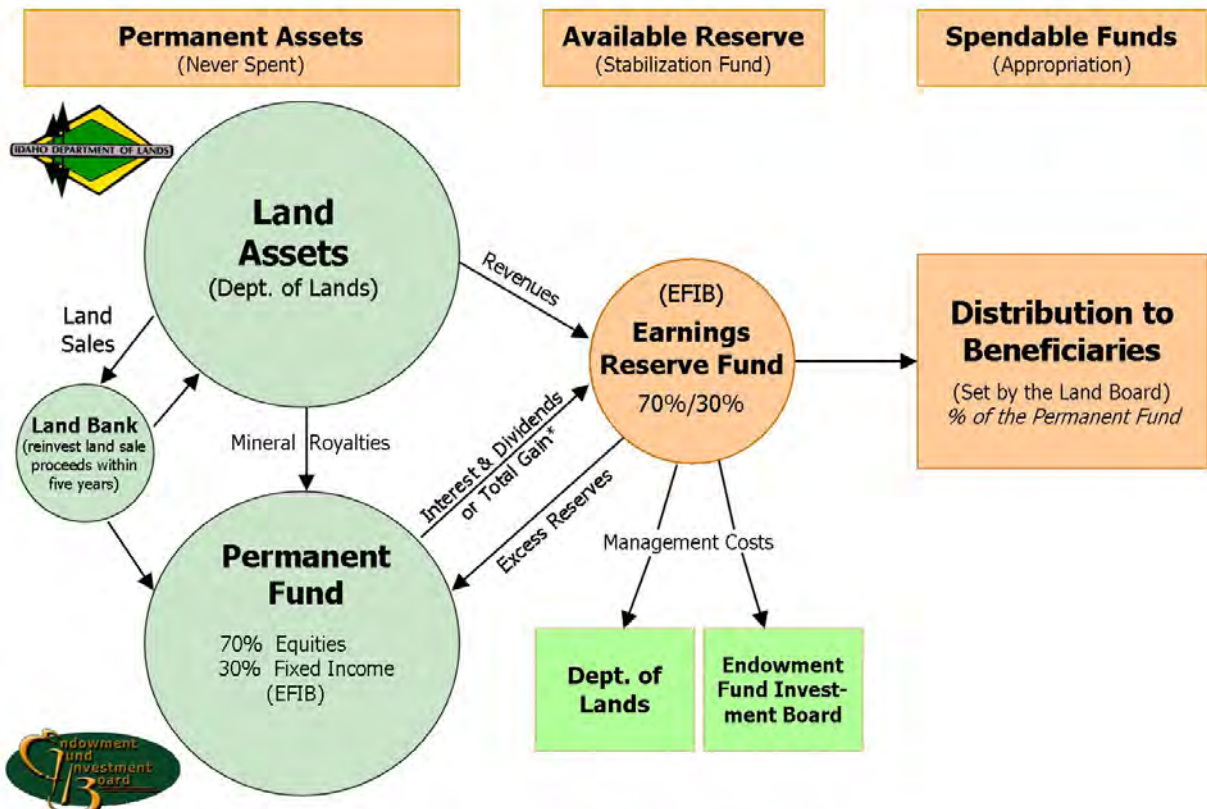 Permanent Assets
(Never Spent)
Available Reserve
(Stabilization Fund)
Spendable Funds
(Appropriation)
IDAHO DEPARTMENT OF LANDS
Land
Assets
(Dept. of Lands)
Revenues
Land
Sales
Land Bank
(reinvest land sale
proceeds within
five years)
Mineral Royalties
Interest & Dividends
or Total Gain*
Excess Reserves
(EFIB)
Earnings
Reserve Fund
70%/30%
Distribution to
Beneficiaries
(Set by the Land Board)
% of the Permanent Fund
Permanent
Fund
70% Equities
30% Fixed Income
(EFIB)
Management Costs
Dept. of
Lands
Endowment
Fund Invest-
ment Board
Endowment
Fund
Investment
Board